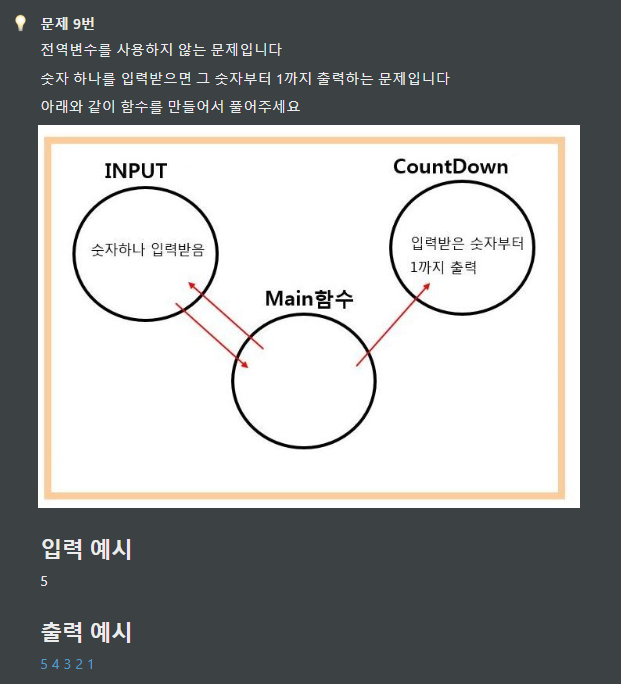 문제 9번
전역변수를 사용하지 않는 문제입니다
숫자 하나를 입력받으면 그 숫자부터 1까지 출력하는 문제입니다
아래와 같이 함수를 만들어서 풀어주세요
INPUT
CountDown
숫자하나 입력받음
입력받은 숫자부터
1까지 출력
Main함수
입력 예시
5
출력 예시
5 4 3 2 1